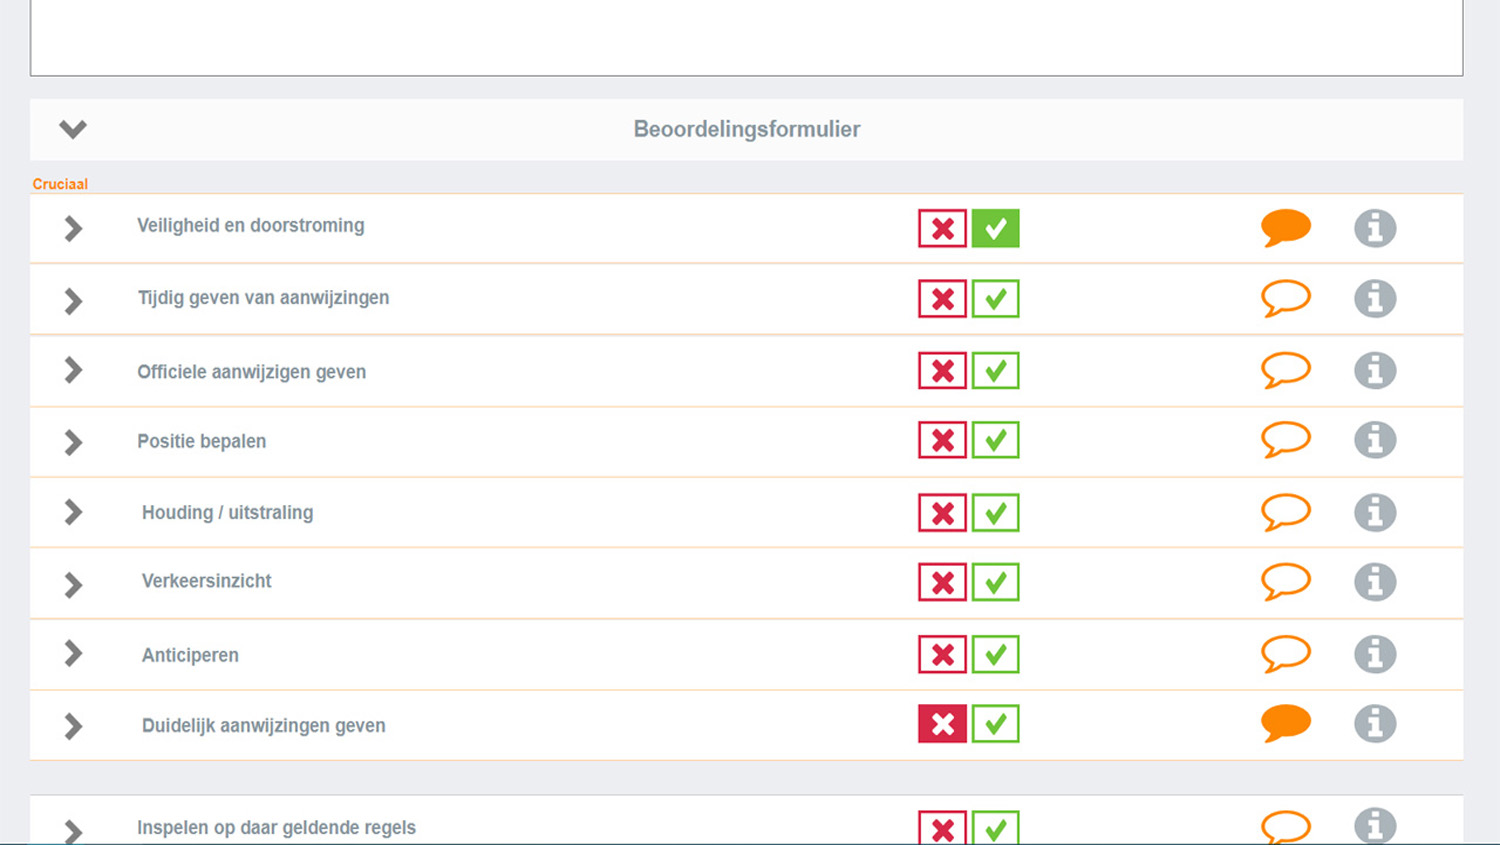 Beoordelingsformulier
Cruciaal
Veiligheid en doorstroming
Tijdig geven van aanwijzingen
Officiele aanwijzigen geven
Positie bepalen
Houding / uitstraling
Verkeersinzicht
Anticiperen
Duidelijk aanwijzingen geven
Inspelen op daar geldende regels